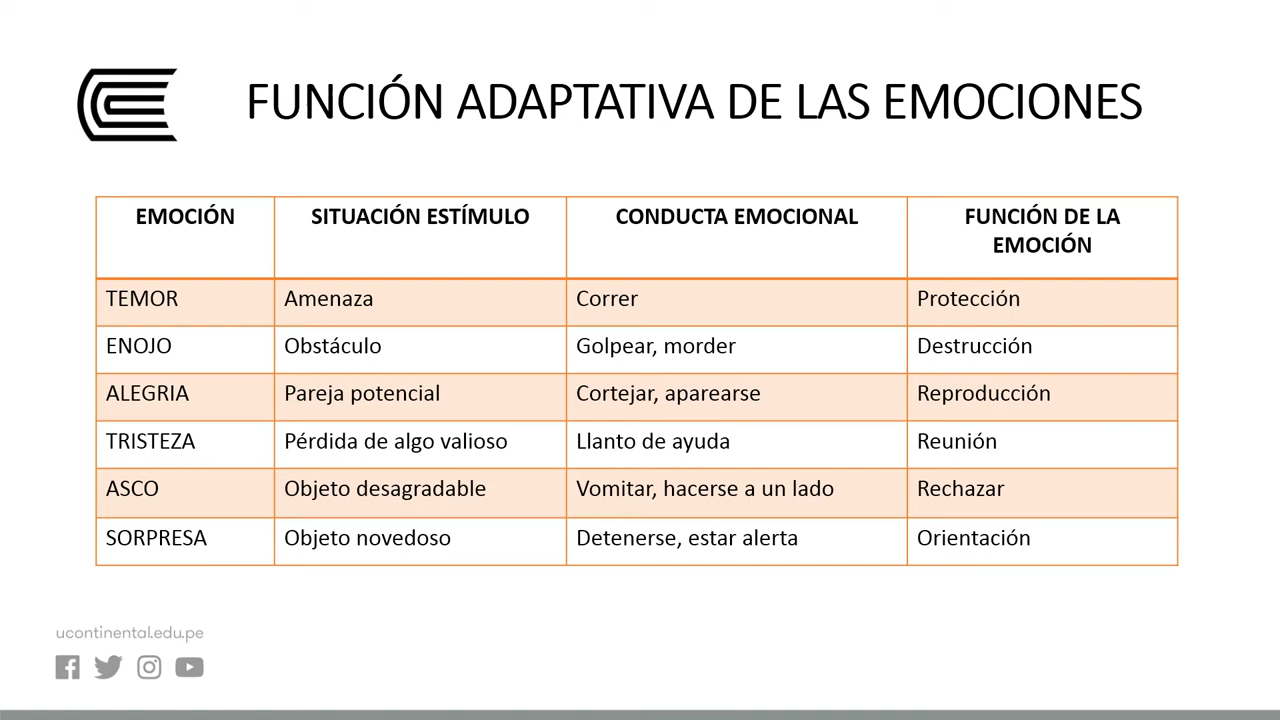 FUNCIÓN ADAPTATIVA DE LAS EMOCIONES
EMOCIÓN SITUACIÓN ESTÍMULO CONDUCTA EMOCIONAL FUNCIÓN DE LA
EMOCIÓN
TEMOR Amenaza Correr Protección
ENOJO Obstáculo Golpear, morder Destrucción
ALEGRIA Pareja potencial Cortejar, aparearse Reproducción
TRISTEZA Pérdida de algo valioso Llanto de ayuda Reunión
ASCO Objeto desagradable Vomitar, hacerse a un lado Rechazar
SORPRESA Objeto novedoso Detenerse, estar alerta Orientación
ucontinental.edu.pe